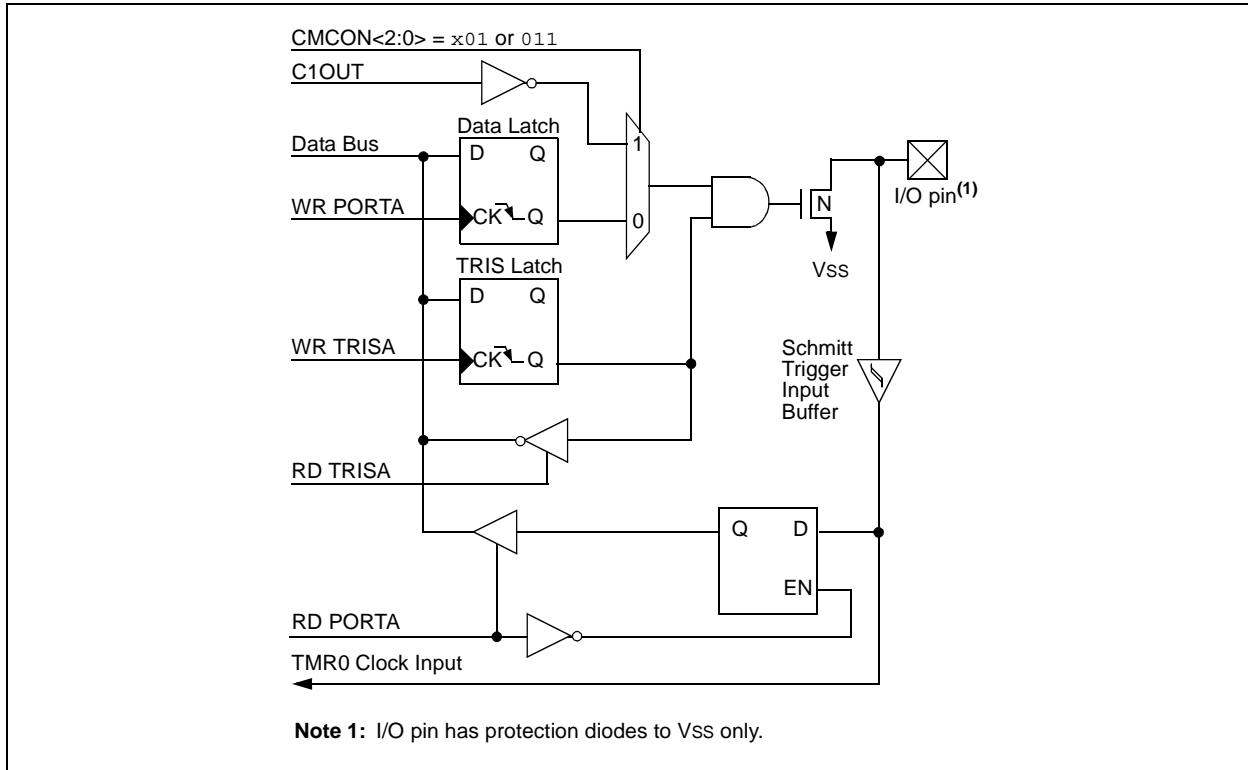 CMCON<2:0> = x01 or 011
C1OUT
Data Latch
Data Bus
D Q
1
WR PORTA
CK Q
0
N
I/O pin(1)
VSS
TRIS Latch
D Q
WR TRISA
CK Q
Schmitt
Trigger
Input
Buffer
RD TRISA
Q D
EN
RD PORTA
TMR0 Clock Input
Note 1: I/O pin has protection diodes to VSS only.